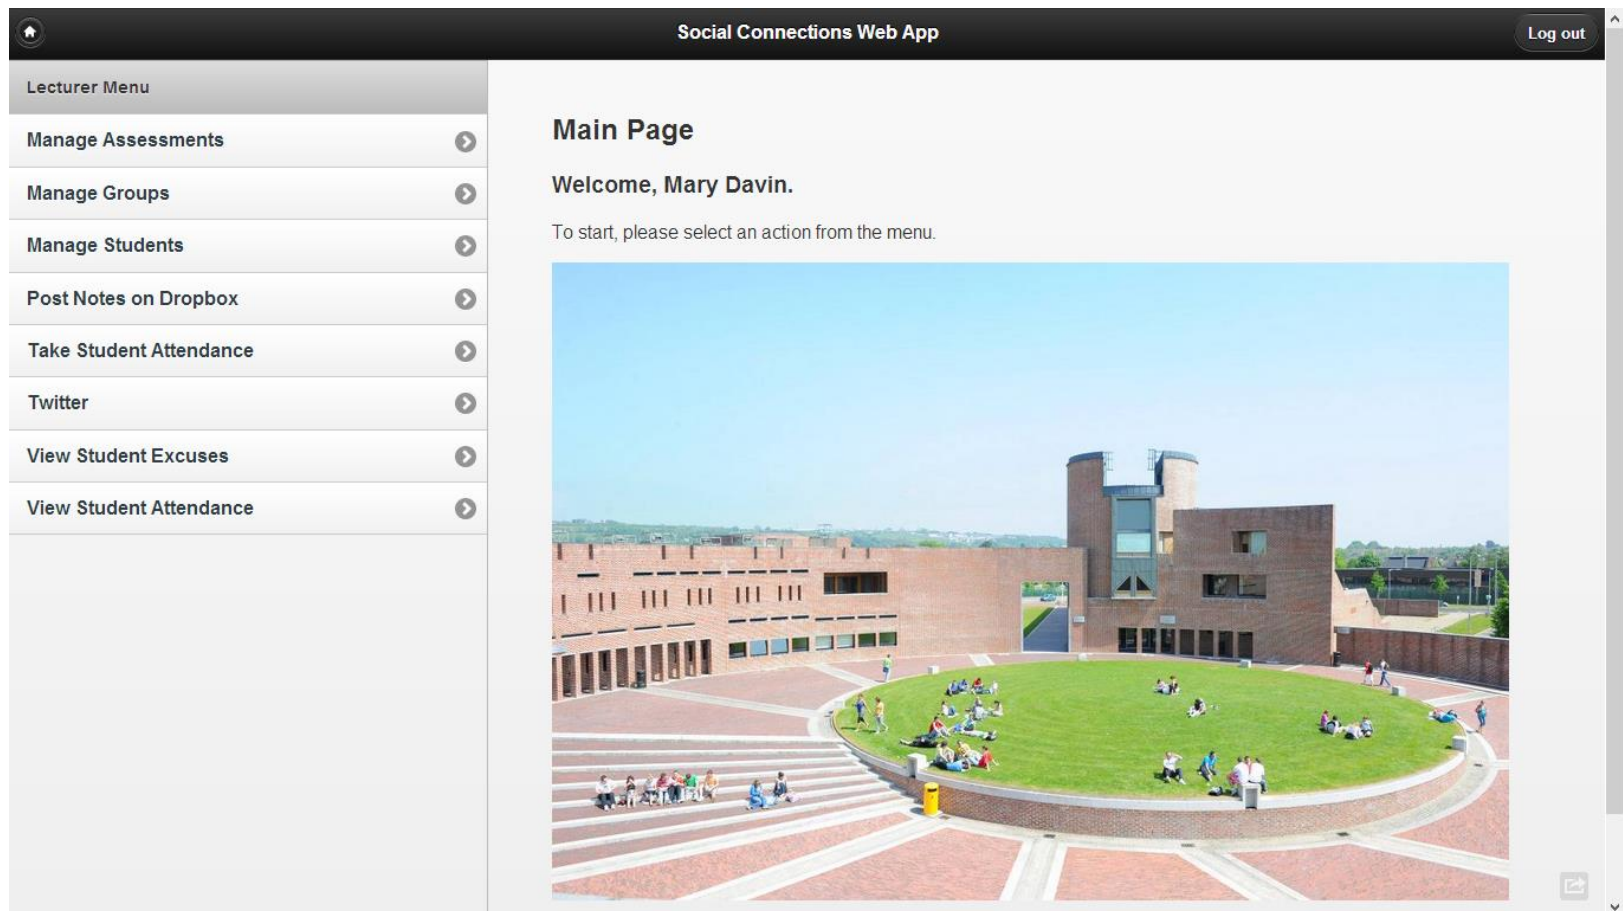 Social Connections Web App
Log out
Lecturer Menu
Manage Assessments
Manage Groups
Manage Students
Post Notes on Dropbox
Take Student Attendance
Twitter
View Student Excuses
View Student Attendance
Main Page
Welcome, Mary Davin.
To start, please select an action from the menu.